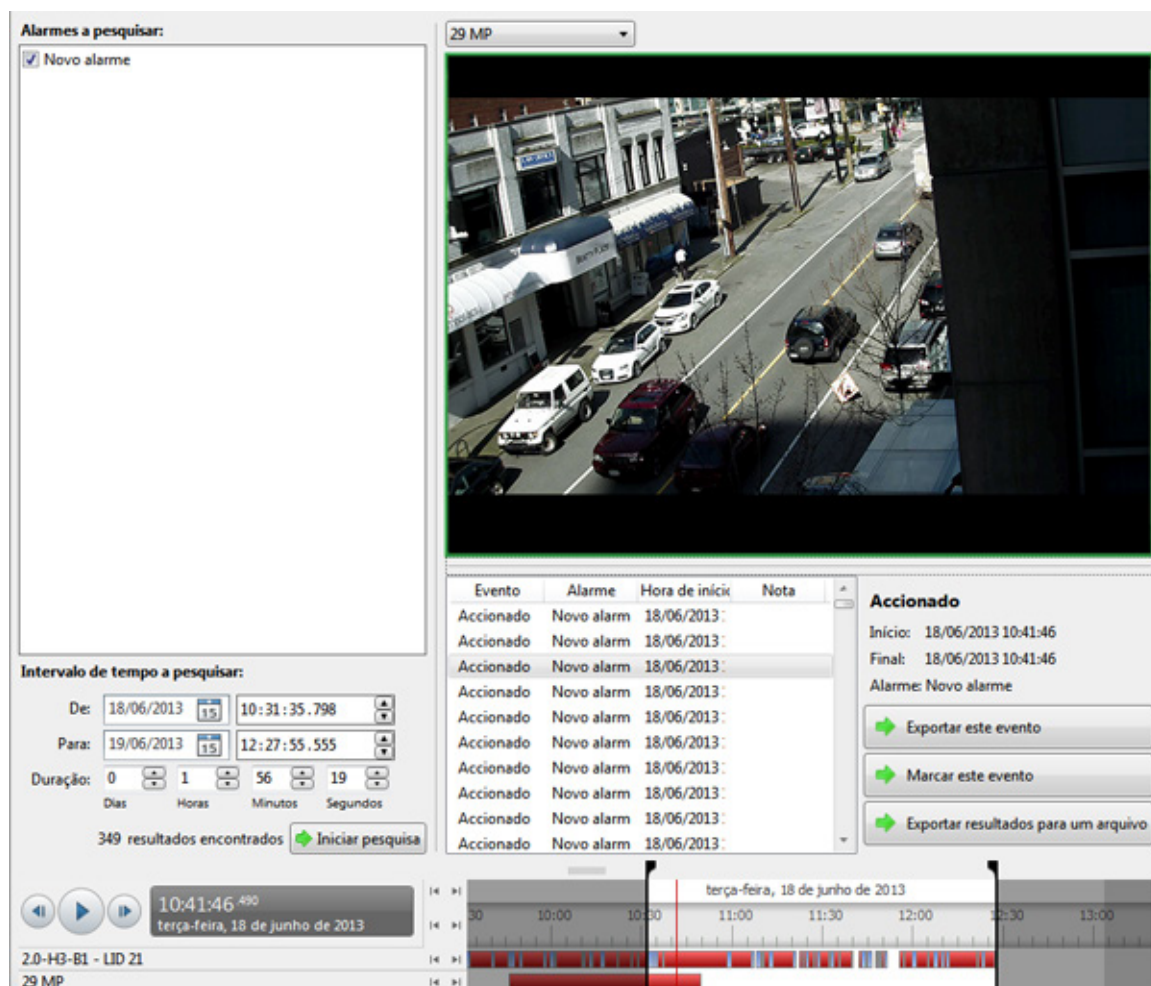 Alarmes a pesquisar:
Novo alarme
29 MP
Evento Alarme Hora de início Nota
Accionado Novo alarm 18/06/2013
Accionado Novo alarm 18/06/2013
Accionado Novo alarm 18/06/2013
Accionado Novo alarm 18/06/2013
Accionado Novo alarm 18/06/2013
Accionado Novo alarm 18/06/2013
Accionado Novo alarm 18/06/2013
Accionado Novo alarm 18/06/2013
Accionado Novo alarm 18/06/2013
Accionado Novo alarm 18/06/2013
Accionado
Início: 18/06/2013 10:41:46
Final: 18/06/2013 10:41:46
Alarme: Novo alarme
Exportar este evento
Marcar este evento
Exportar resultados para um arquivo
Intervalo de tempo a pesquisar:
De: 18/06/2013 15 10:31:35.798
Para: 19/06/2013 15 12:27:55.555
Duração: 0 1 56 19
Dias Horas Minutos Segundos
349 resultados encontrados Iniciar pesquisa
10:41:46.490
terça-feira, 18 de junho de 2013
terça-feira, 18 de junho de 2013
30 10:00 10:30 11:00 11:30 12:00 12:30 13:00
2.0-H3-B1 - LID 21
29 MP